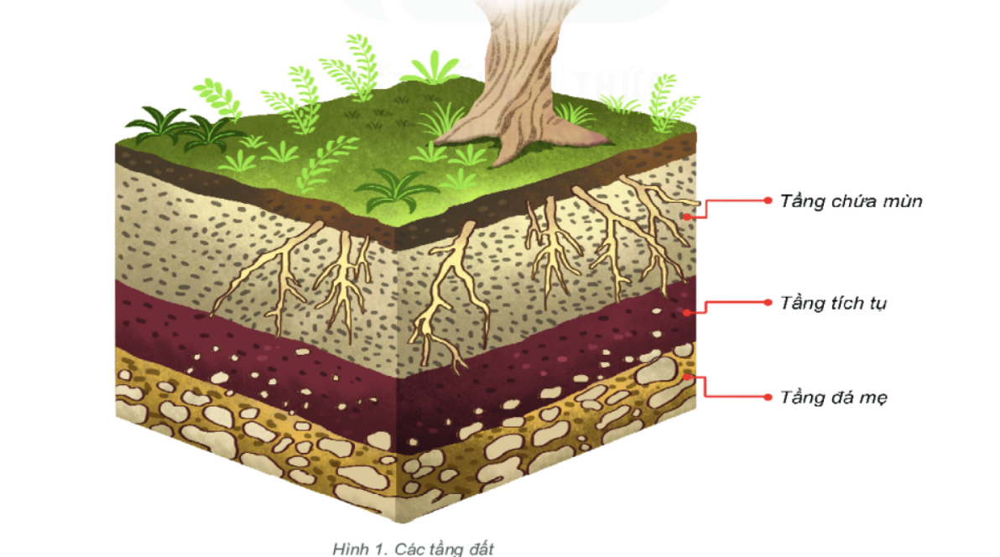 Tầng chứa mùn
Tầng tích tụ
Tầng đá mẹ
Hình 1. Các tầng đất